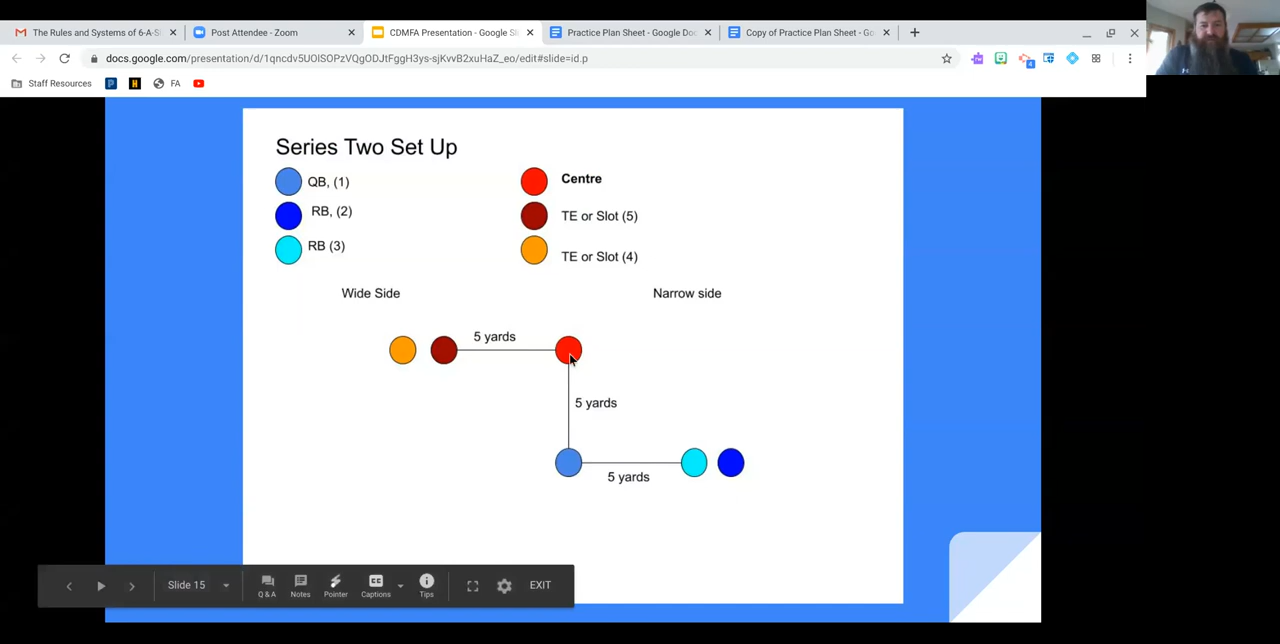 The Rules and Systems of 6-A-Si
Post Attendee - Zoom
CDMFA Presentation - Google Sl
Practice Plan Sheet - Google Doc
Copy of Practice Plan Sheet - Go
docs.google.com/presentation/d/1qncdv5UOlSOPzVQgODJtFggH3ys-sjKvvB2xuHaZ_eo/edit#slide=id.p
4
Staff Resources
P
H
FA
Series Two Set Up
QB, (1)
Centre
RB, (2)
TE or Slot (5)
RB (3)
TE or Slot (4)
Wide Side
Narrow side
5 yards
5 yards
5 yards
Slide 15
EXIT
Q & A
Notes
Pointer
Captions
Tips